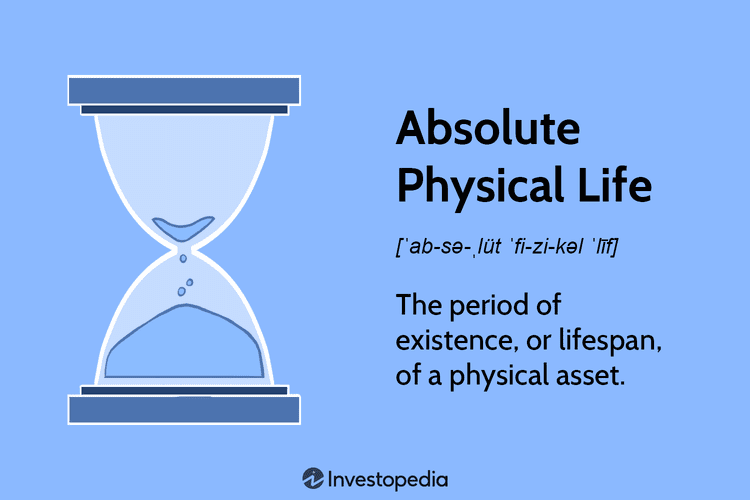 Absolute
Physical Life
[ˈab-sə-ˌlüt ˈfi-zi-kəl ˈlīf]
The period of
existence, or lifespan,
of a physical asset.
Investopedia